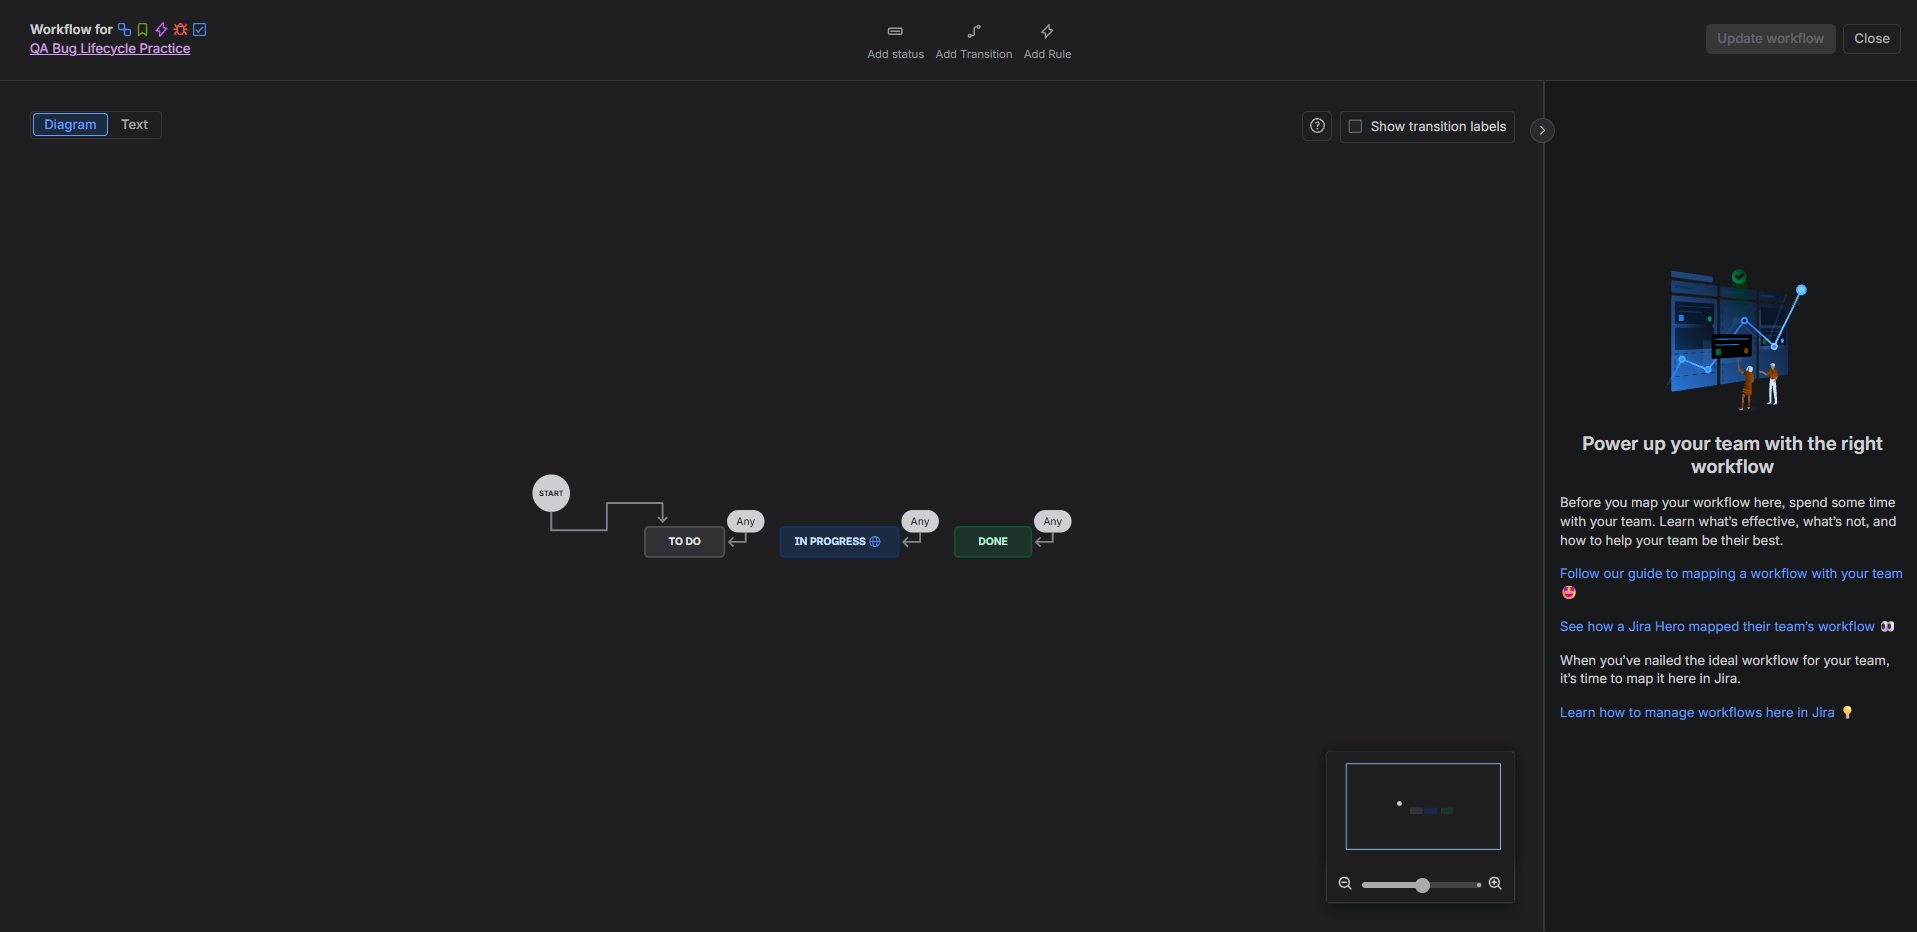 Workflow for
QA Bug Lifecycle Practice
Add status
Add Transition
Add Rule
Update workflow
Close
Diagram
Text
Show transition labels
START
TO DO
Any
IN PROGRESS
Any
DONE
Any
Power up your team with the right
workflow
Before you map your workflow here, spend some time
with your team. Learn what’s effective, what’s not, and
how to help your team be their best.
Follow our guide to mapping a workflow with your team
🤩
See how a Jira Hero mapped their team’s workflow 👀
When you’ve nailed the ideal workflow for your team,
it’s time to map it here in Jira.
Learn how to manage workflows here in Jira 💡